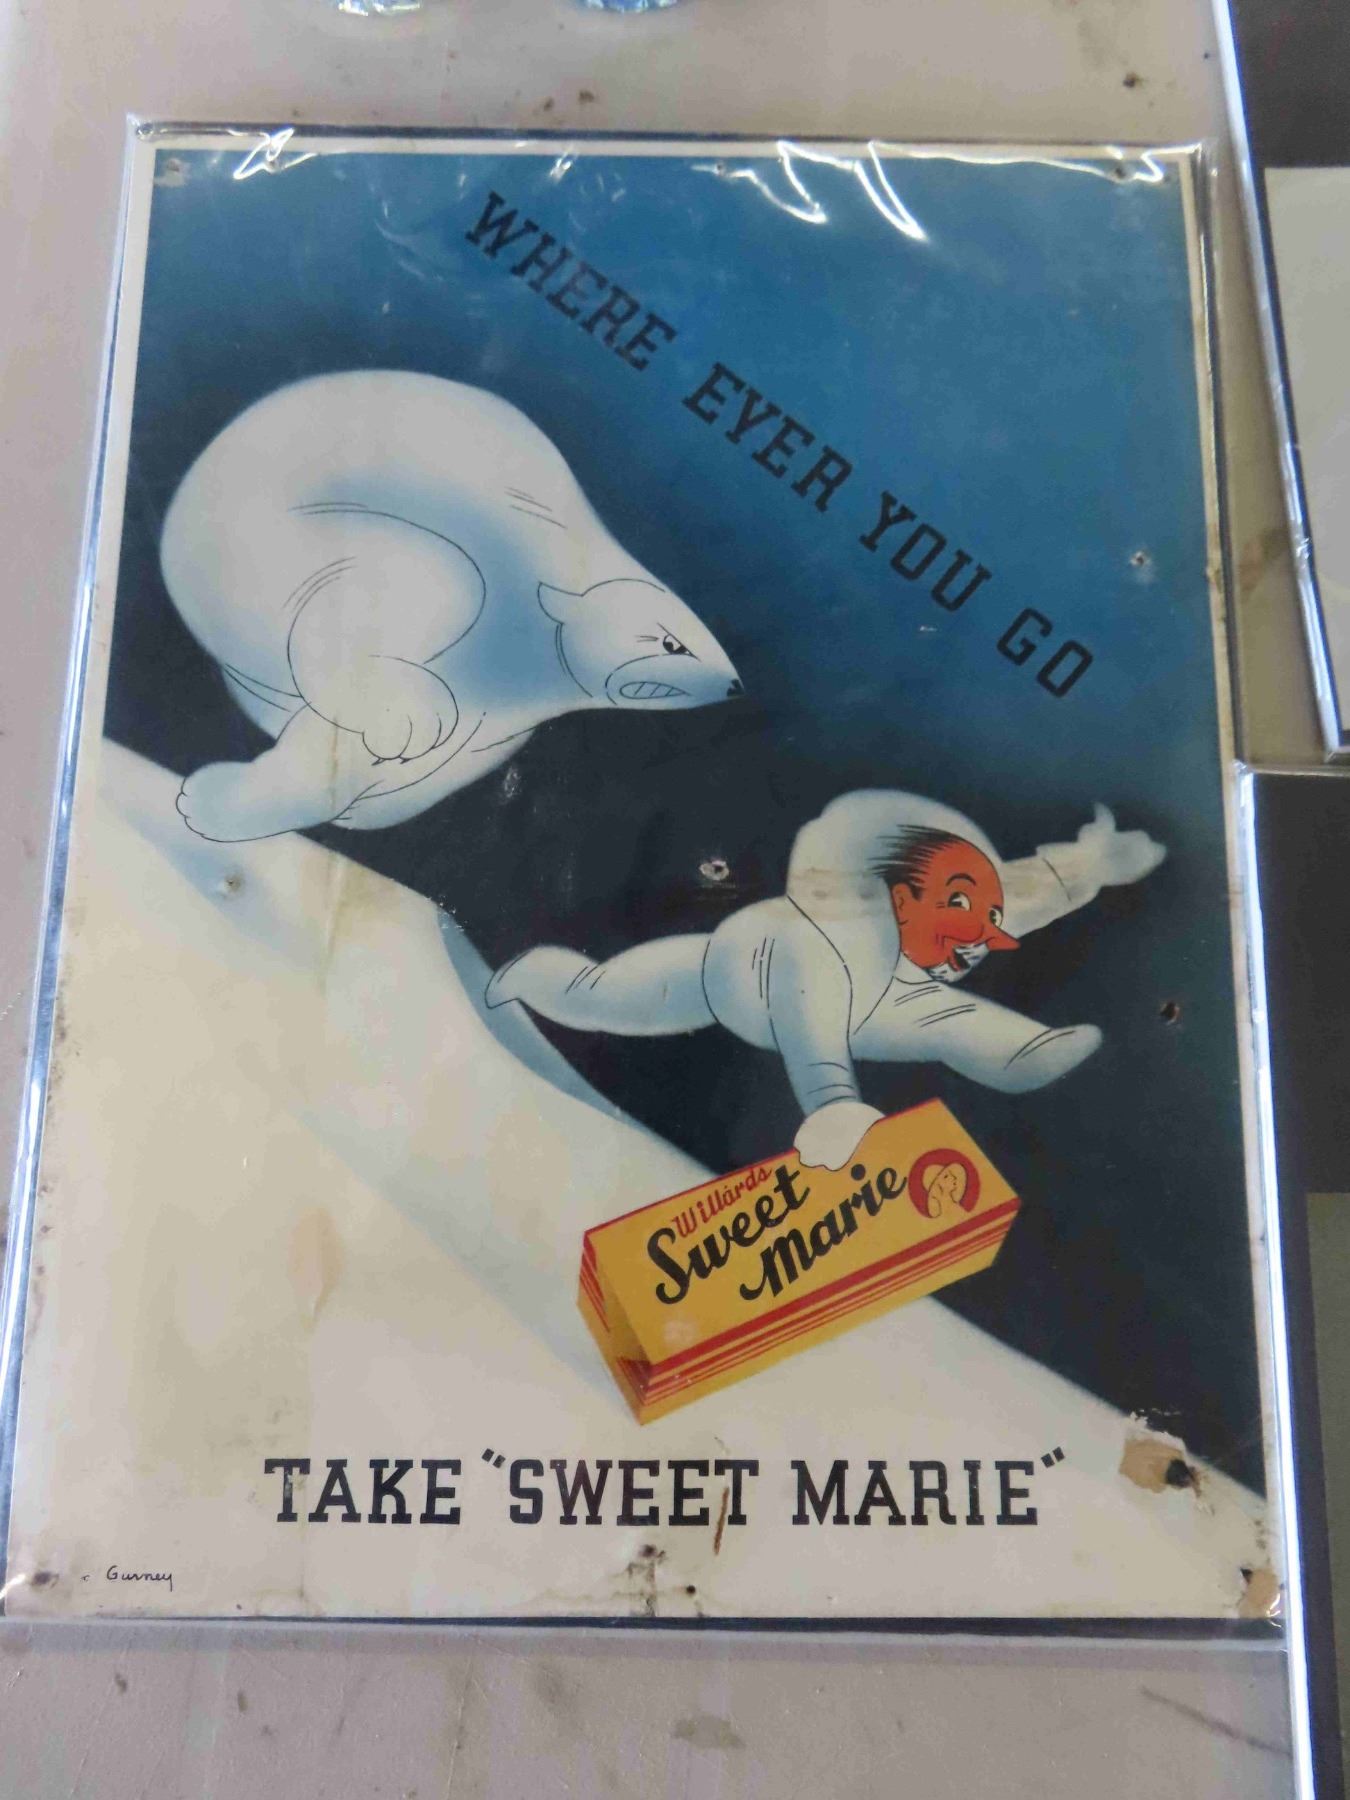 WHERE EVER YOU GO
Willards
Sweet
Marie
TAKE "SWEET MARIE"
Gurney